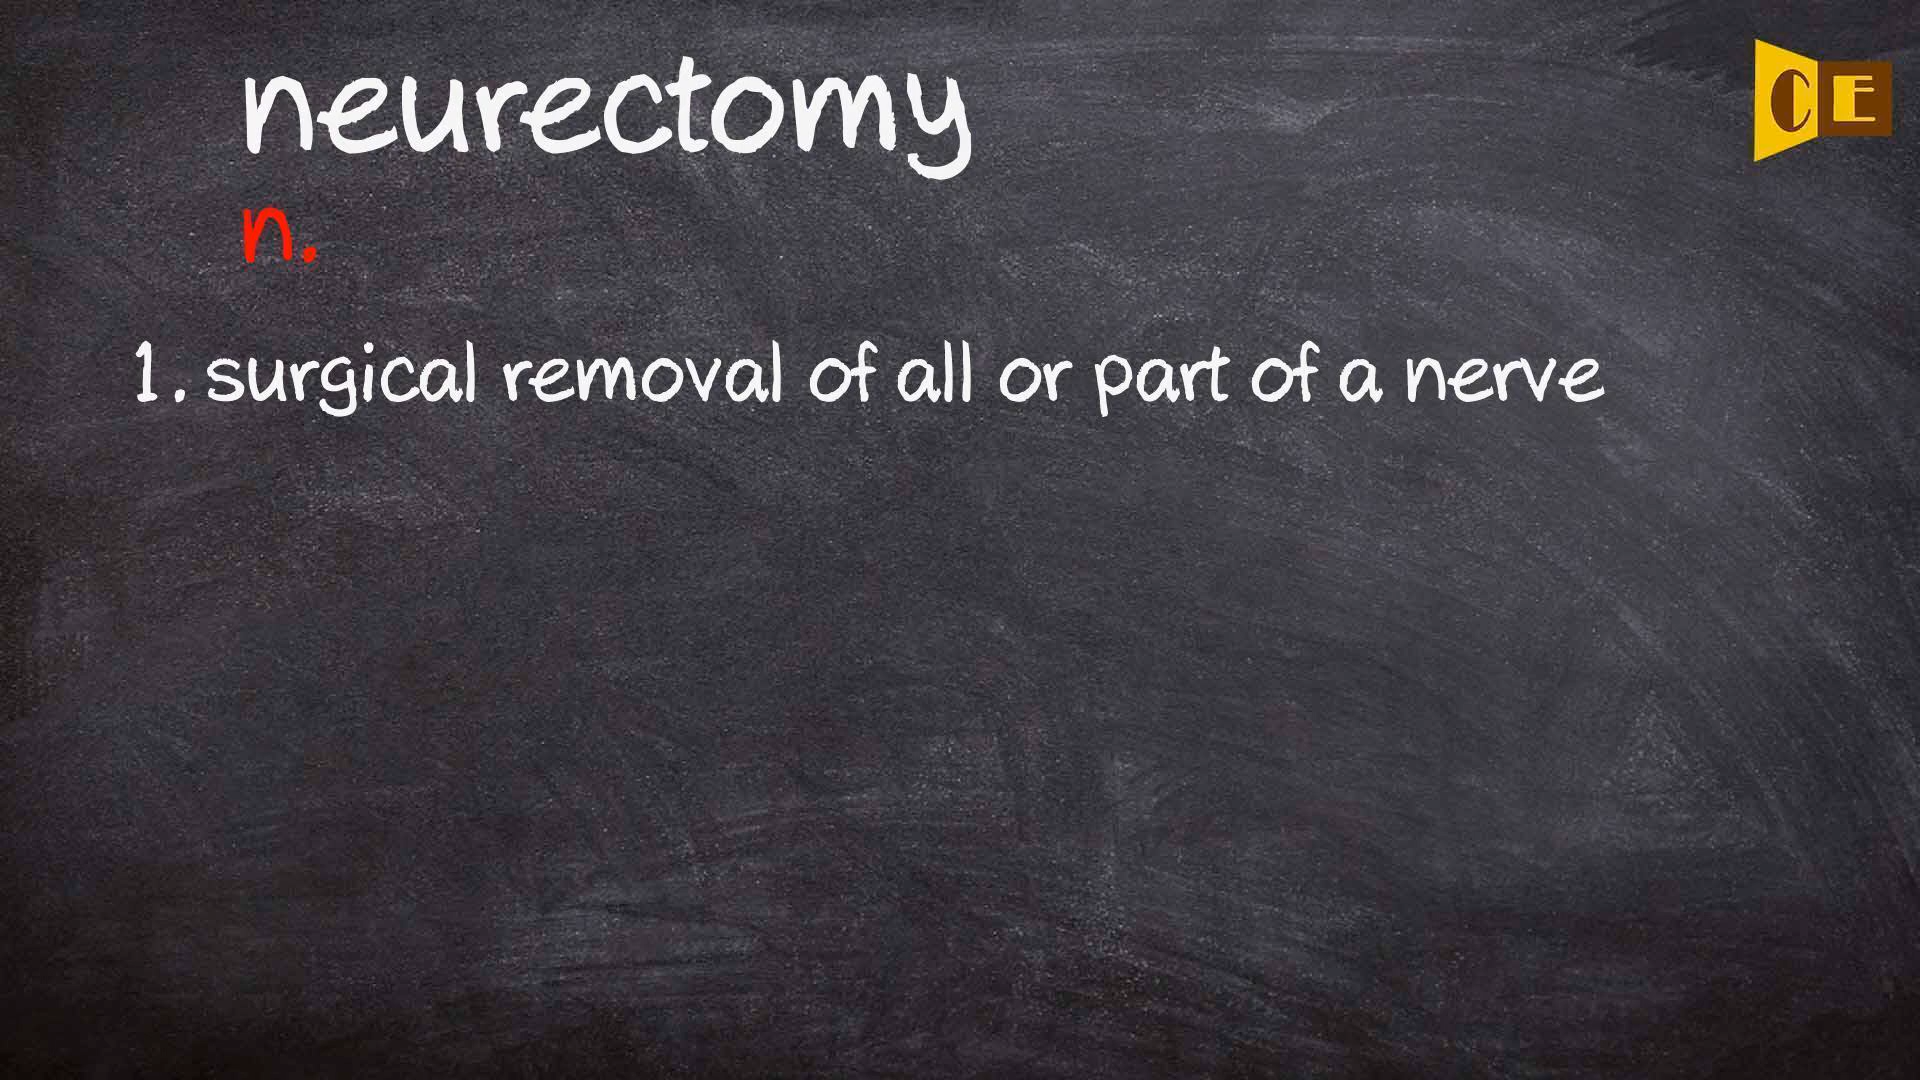 neurectomy
CE
n.
1. surgical removal of all or part of a nerve